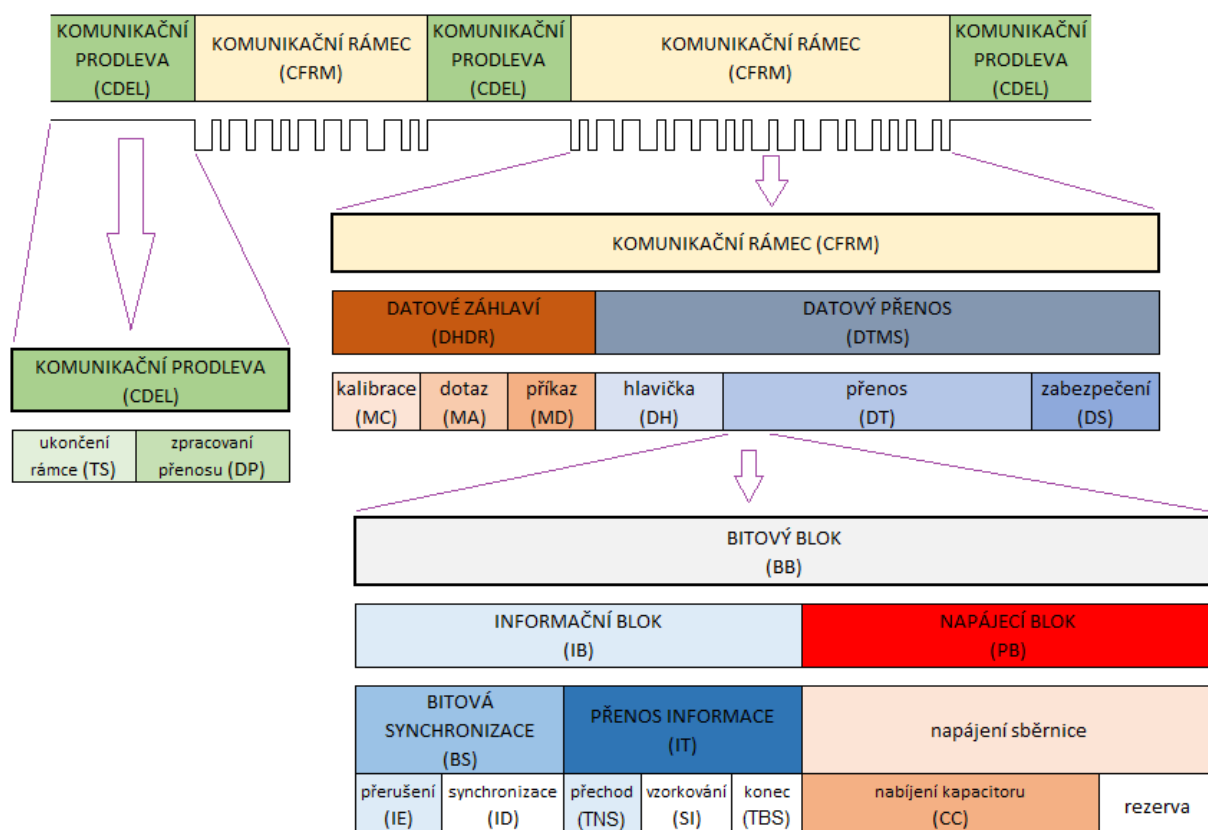 KOMUNIKAČNÍ
PRODLEVA
(CDEL)
KOMUNIKAČNÍ RÁMEC
(CFRM)
KOMUNIKAČNÍ
PRODLEVA
(CDEL)
KOMUNIKAČNÍ RÁMEC
(CFRM)
KOMUNIKAČNÍ
PRODLEVA
(CDEL)
KOMUNIKAČNÍ RÁMEC (CFRM)
DATOVÉ ZÁHLAVÍ
(DHDR)
DATOVÝ PŘENOS
(DTMS)
KOMUNIKAČNÍ PRODLEVA
(CDEL)
kalibrace
(MC)
dotaz
(MA)
příkaz
(MD)
hlavička
(DH)
přenos
(DT)
zabezpečení
(DS)
ukončení
rámce (TS)
zpracovaní
přenosu (DP)
BITOVÝ BLOK
(BB)
INFORMAČNÍ BLOK
(IB)
NAPÁJECÍ BLOK
(PB)
BITOVÁ
SYNCHRONIZACE
(BS)
PŘENOS INFORMACE
(IT)
napájení sběrnice
přerušení
(IE)
synchronizace
(ID)
přechod
(TNS)
vzorkování
(SI)
konec
(TBS)
nabíjení kapacitoru
(CC)
rezerva